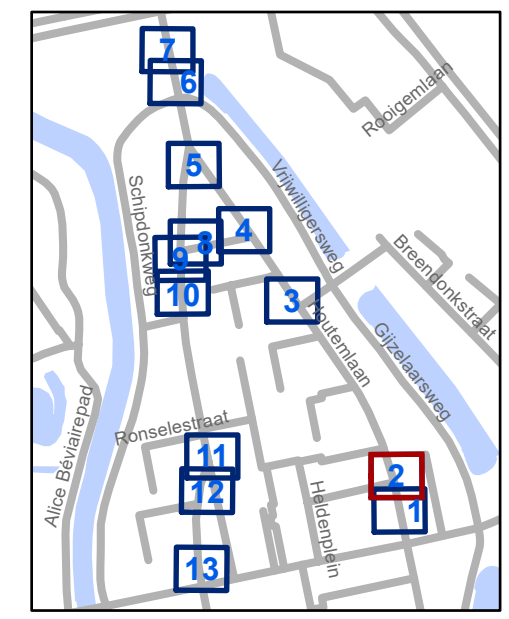 7
6
Rooigemlaan
5
Vrijwilligersweg
Schipdonkweg
4
8
9
Breendonkstraat
10
3
Houtemlaan
Gijzelaarsweg
Alice Béviairepad
Ronselestraat
11
2
12
Heldenplein
1
13